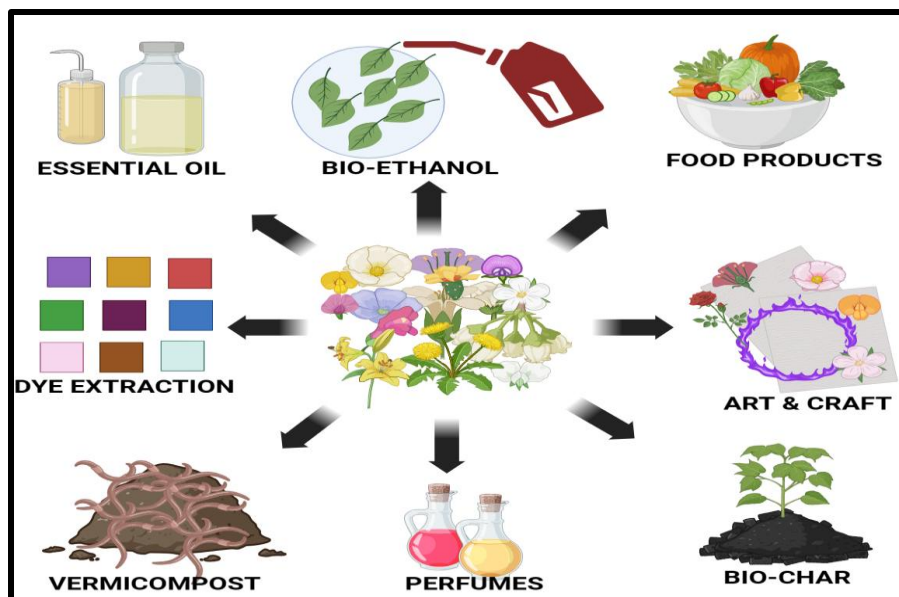 ESSENTIAL OIL
BIO-ETHANOL
FOOD PRODUCTS
DYE EXTRACTION
ART & CRAFT
VERMICOMPOST
PERFUMES
BIO-CHAR